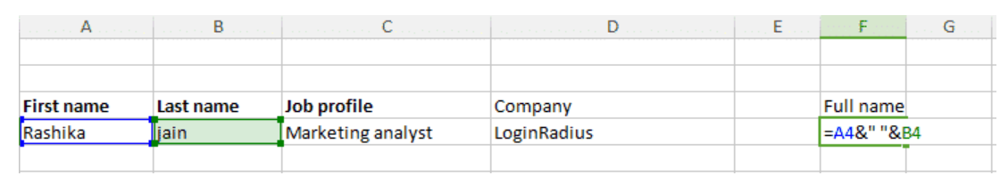 A B C D E F G
First name Last name Job profile Company Full name
Rashika jain Marketing analyst LoginRadius =A4&" "&B4